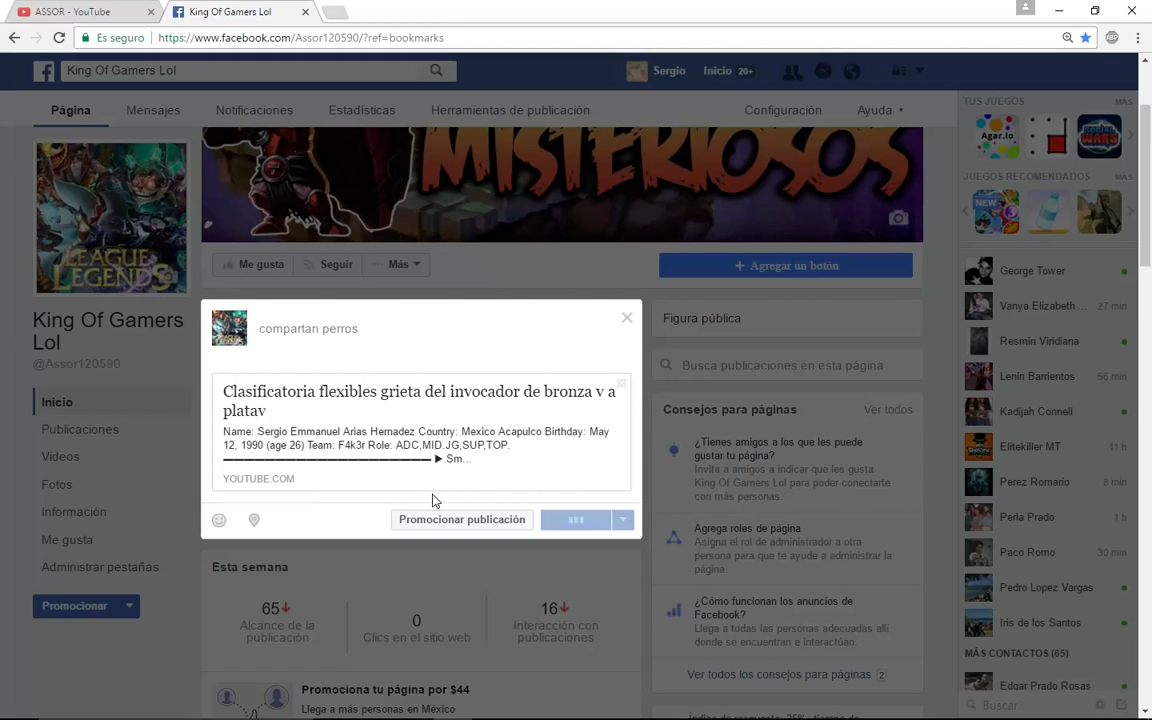 ASSOR - YouTube
King Of Gamers Lol
Es seguro
https://www.facebook.com/Assor120590/?ref=bookmarks
King Of Gamers Lol
Sergio
Inicio 20+
Página
Mensajes
Notificaciones
Estadísticas
Herramientas de publicación
Configuración
Ayuda
MISTERIOSOS
LEAGUE
LEGENDS
Me gusta
Seguir
Más
+ Agregar un botón
King Of Gamers
Lol
@Assor120590
Inicio
Publicaciones
Videos
Fotos
Información
Me gusta
Administrar pestañas
Promocionar
compartan perros
Clasificatoria flexibles grieta del invocador de bronza v a
platav
Name: Sergio Emmanuel Arias Hernadez Country: Mexico Acapulco Birthday: May
12, 1990 (age 26) Team: F4k3r Role: ADC,MID.JG,SUP,TOP.
▬▬▬▬▬▬▬▬▬▬▬▬▬▬▬▬▬▬▬▬ ► Sm...
YOUTUBE.COM
Promocionar publicación
Esta semana
65
Alcance de la
publicación
0
Clics en el sitio web
16
Interacción con
publicaciones
Promociona tu página por $44
Llega a más personas en México
Figura pública
Busca publicaciones en esta página
Consejos para páginas
Ver todos
¿Tienes amigos a los que les puede
gustar tu página?
Invita a amigos a indicar que les gusta
King Of Gamers Lol para poder conectarte
con más personas.
Agrega roles de página
Asigna el rol de administrador a otra
persona para que te ayude a administrar la
página.
¿Cómo funcionan los anuncios de
Facebook?
Llega a todas las personas adecuadas allí
donde se encuentran e interactúan.
Ver todos los consejos para páginas 2
TUS JUEGOS
MÁS
Agar.io
SOCIAL
WARS
JUEGOS RECOMENDADOS
MÁS
NEW
George Tower
Vanya Elizabeth... 27 min
Resmin Viridiana
Lenin Barrientos 56 min
Kadijah Connell
Elitekiller MT
Perez Romario 8 min
Perla Prado 1 h
Paco Romo 30 min
Pedro Lopez Vargas
Iris de los Santos
MÁS CONTACTOS (65)
Edgar Prado Rosas
Buscar